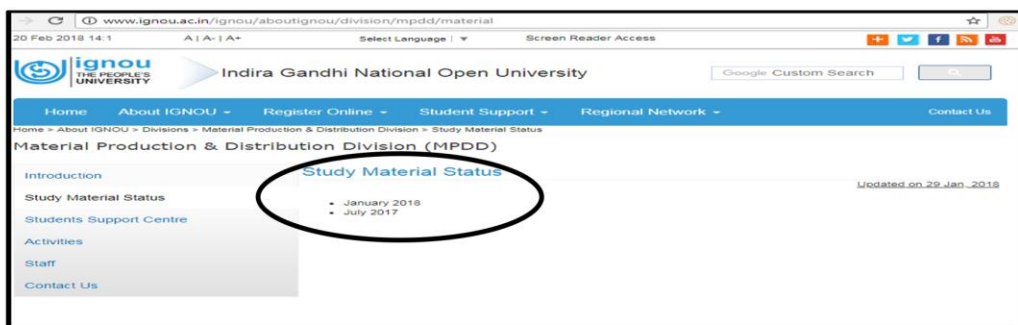 www.ignou.ac.in/ignou/aboutignou/division/mpdd/material
20 Feb 2018 14:1 A | A- | A+ Select Language | ▼ Screen Reader Access
ignou
THE PEOPLE'S
UNIVERSITY
Indira Gandhi National Open University
Google Custom Search
Home About IGNOU Register Online Student Support Regional Network Contact Us
Home > About IGNOU > Divisions > Material Production & Distribution Division > Study Material Status
Material Production & Distribution Division (MPDD)
Introduction
Study Material Status
Students Support Centre
Activities
Staff
Contact Us
Study Material Status
Updated on 29 Jan, 2018
• January 2018
• July 2017